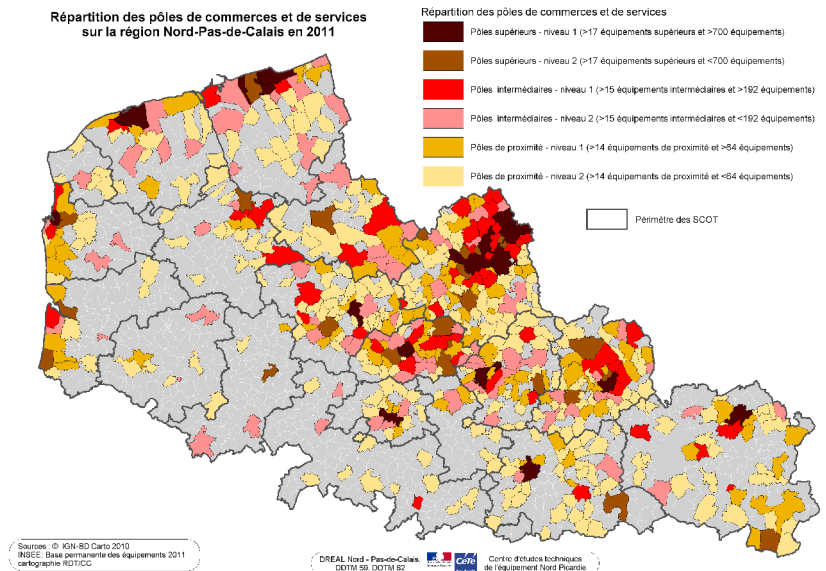 Répartition des pôles de commerces et de services
sur la région Nord-Pas-de-Calais en 2011
Répartition des pôles de commerces et de services
Pôles supérieurs - niveau 1 (>17 équipements supérieurs et >700 équipements)
Pôles supérieurs - niveau 2 (>17 équipements supérieurs et <700 équipements)
Pôles intermédiaires - niveau 1 (>15 équipements intermédiaires et >192 équipements)
Pôles intermédiaires - niveau 2 (>15 équipements intermédiaires et <192 équipements)
Pôles de proximité - niveau 1 (>14 équipements de proximité et >64 équipements)
Pôles de proximité - niveau 2 (>14 équipements de proximité et <64 équipements)
Périmètre des SCOT
Sources : © IGN-BD Carto 2010
INSEE: Base permanente des équipements 2011
cartographie RDT/CC
DREAL Nord - Pas-de-Calais,
DDTM 59, DDTM 62
CeTe
Centre d'études techniques
de l'équipement Nord Picardie